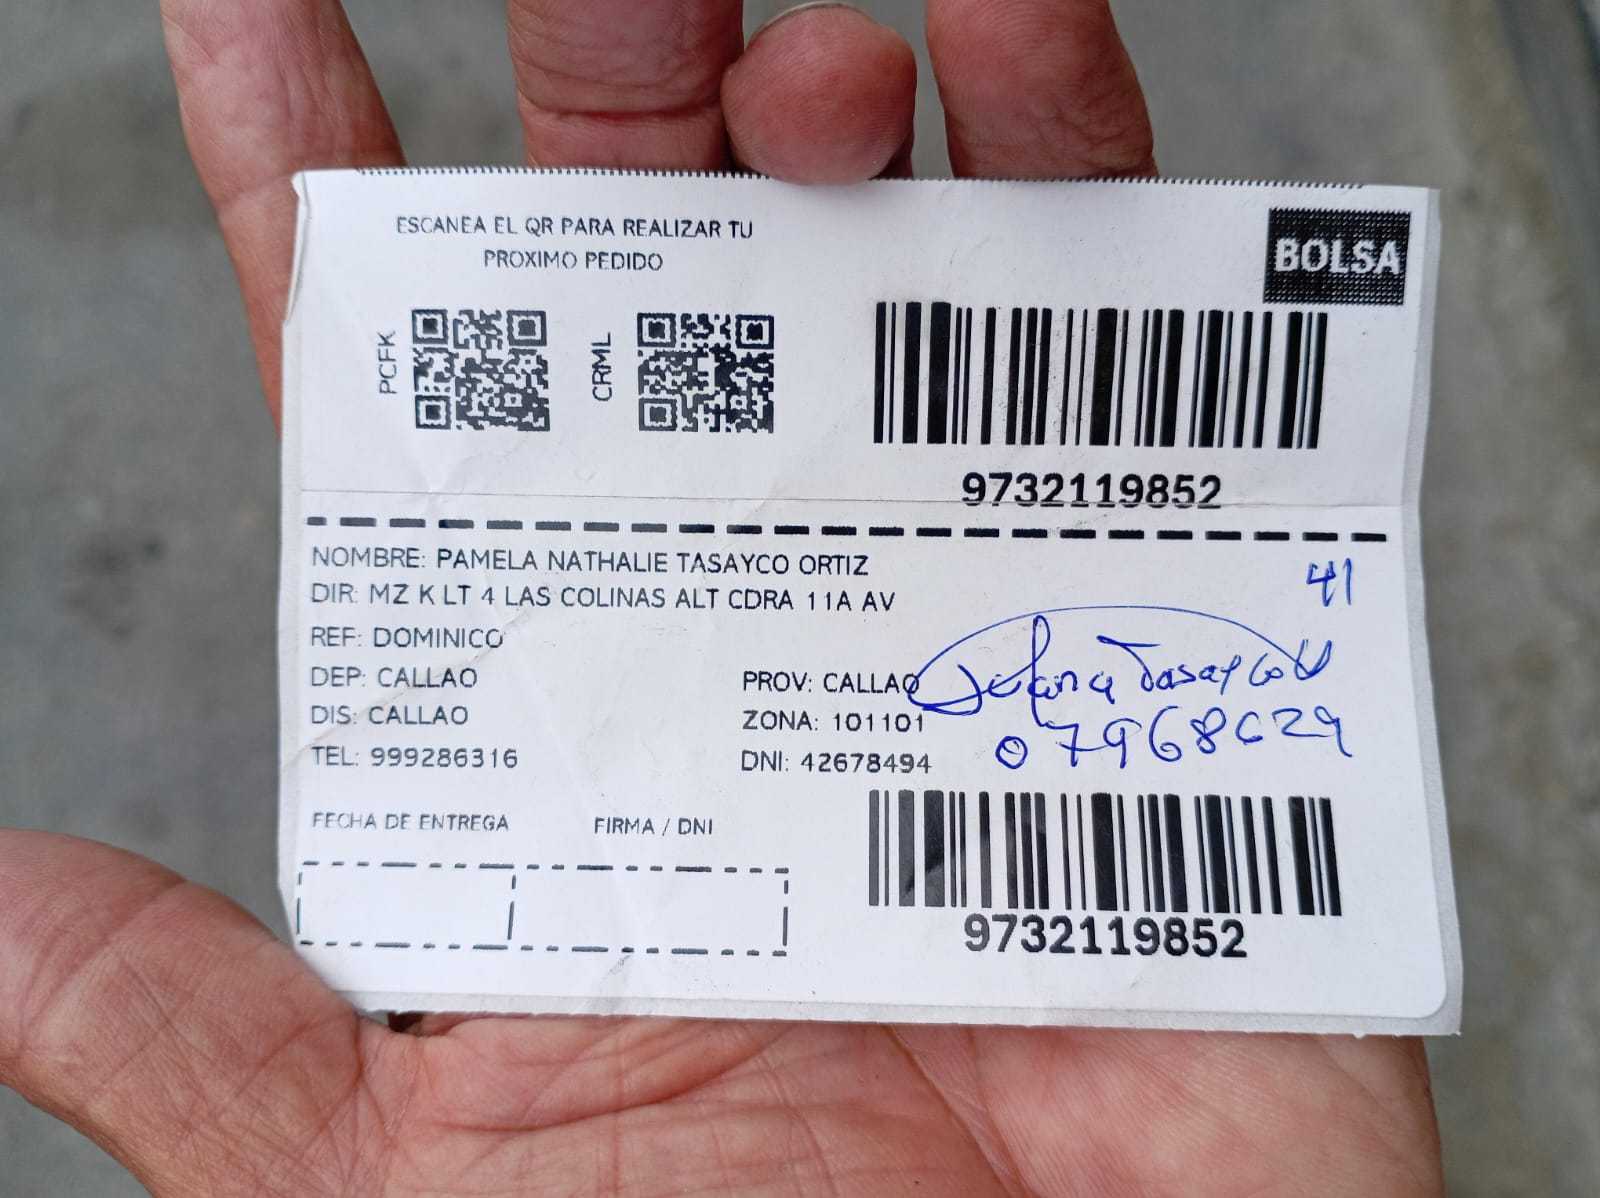 ESCANEA EL QR PARA REALIZAR TU
PROXIMO PEDIDO
BOLSA
PCFK
CRML
9732119852
NOMBRE: PAMELA NATHALIE TASAYCO ORTIZ
DIR: MZ K LT 4 LAS COLINAS ALT CDRA 11A AV
41
REF: DOMINICO
DEP: CALLAO
PROV: CALLAO
Tasayco
DIS: CALLAO
ZONA: 101101
07968629
TEL: 999286316
DNI: 42678494
FECHA DE ENTREGA
FIRMA / DNI
9732119852